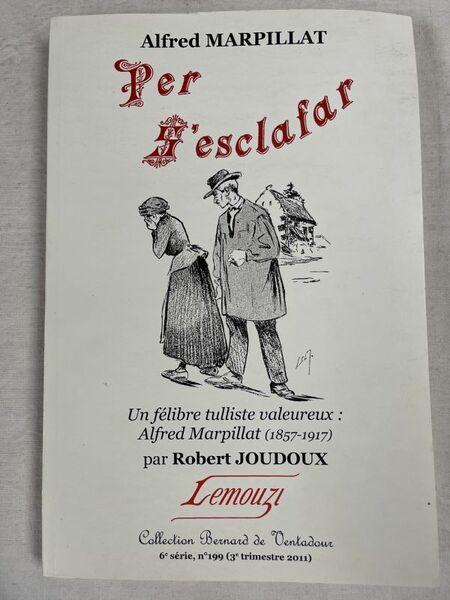 Alfred MARPILLAT
Per
S'esclafar
Un félibre tulliste valeureux :
Alfred Marpillat (1857-1917)
par Robert JOUDOUX
Lemouzi
Collection Bernard de Ventadour
6e série, n°199 (3e trimestre 2011)